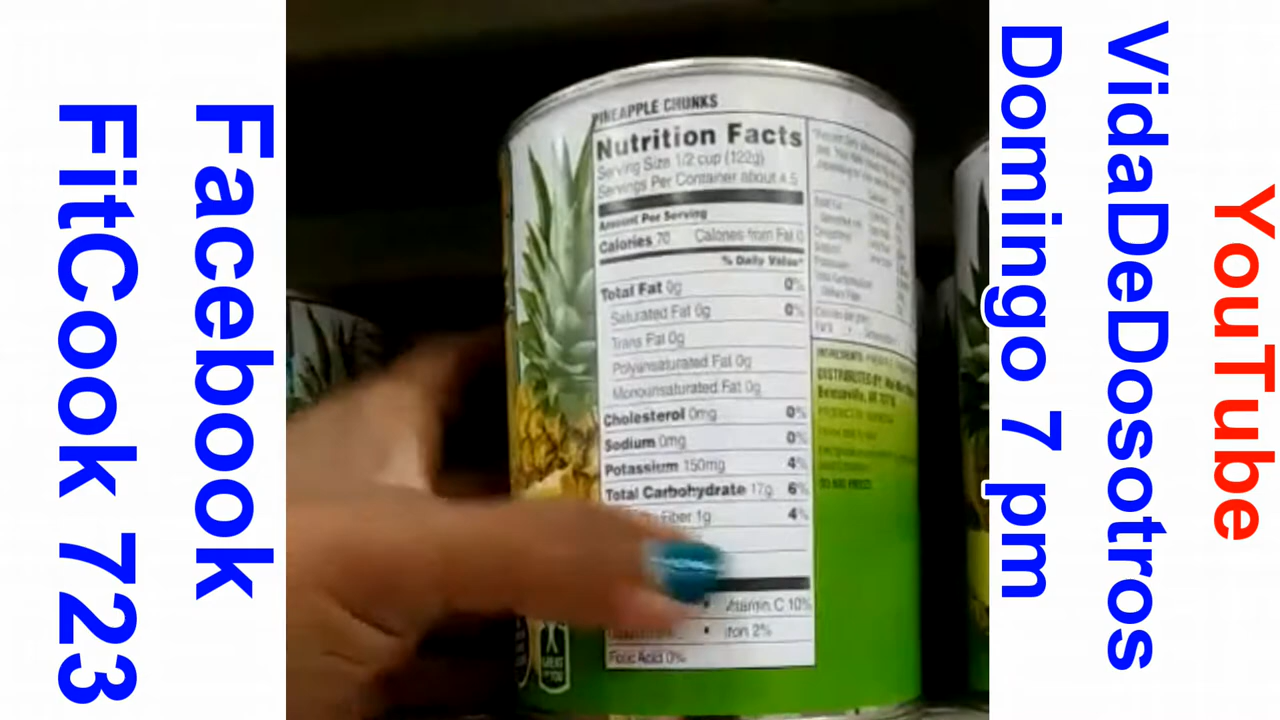 Facebook
FitCook 723
PINEAPPLE CHUNKS
Nutrition Facts
Serving Size 1/2 cup (122g)
Servings Per Container about 4.5
Amount Per Serving
Calories 70 Calories from Fat 0
% Daily Value*
Total Fat 0g 0%
Saturated Fat 0g 0%
Trans Fat 0g
Polyunsaturated Fat 0g
Monounsaturated Fat 0g
Cholesterol 0mg 0%
Sodium 0mg 0%
Potassium 150mg 4%
Total Carbohydrate 17g 6%
Fiber 1g 4%
• Vitamin C 10%
• Iron 2%
Folic Acid 0%
DISTRIBUTED BY:
YouTube
VidaDeDosotros
Domingo 7 pm